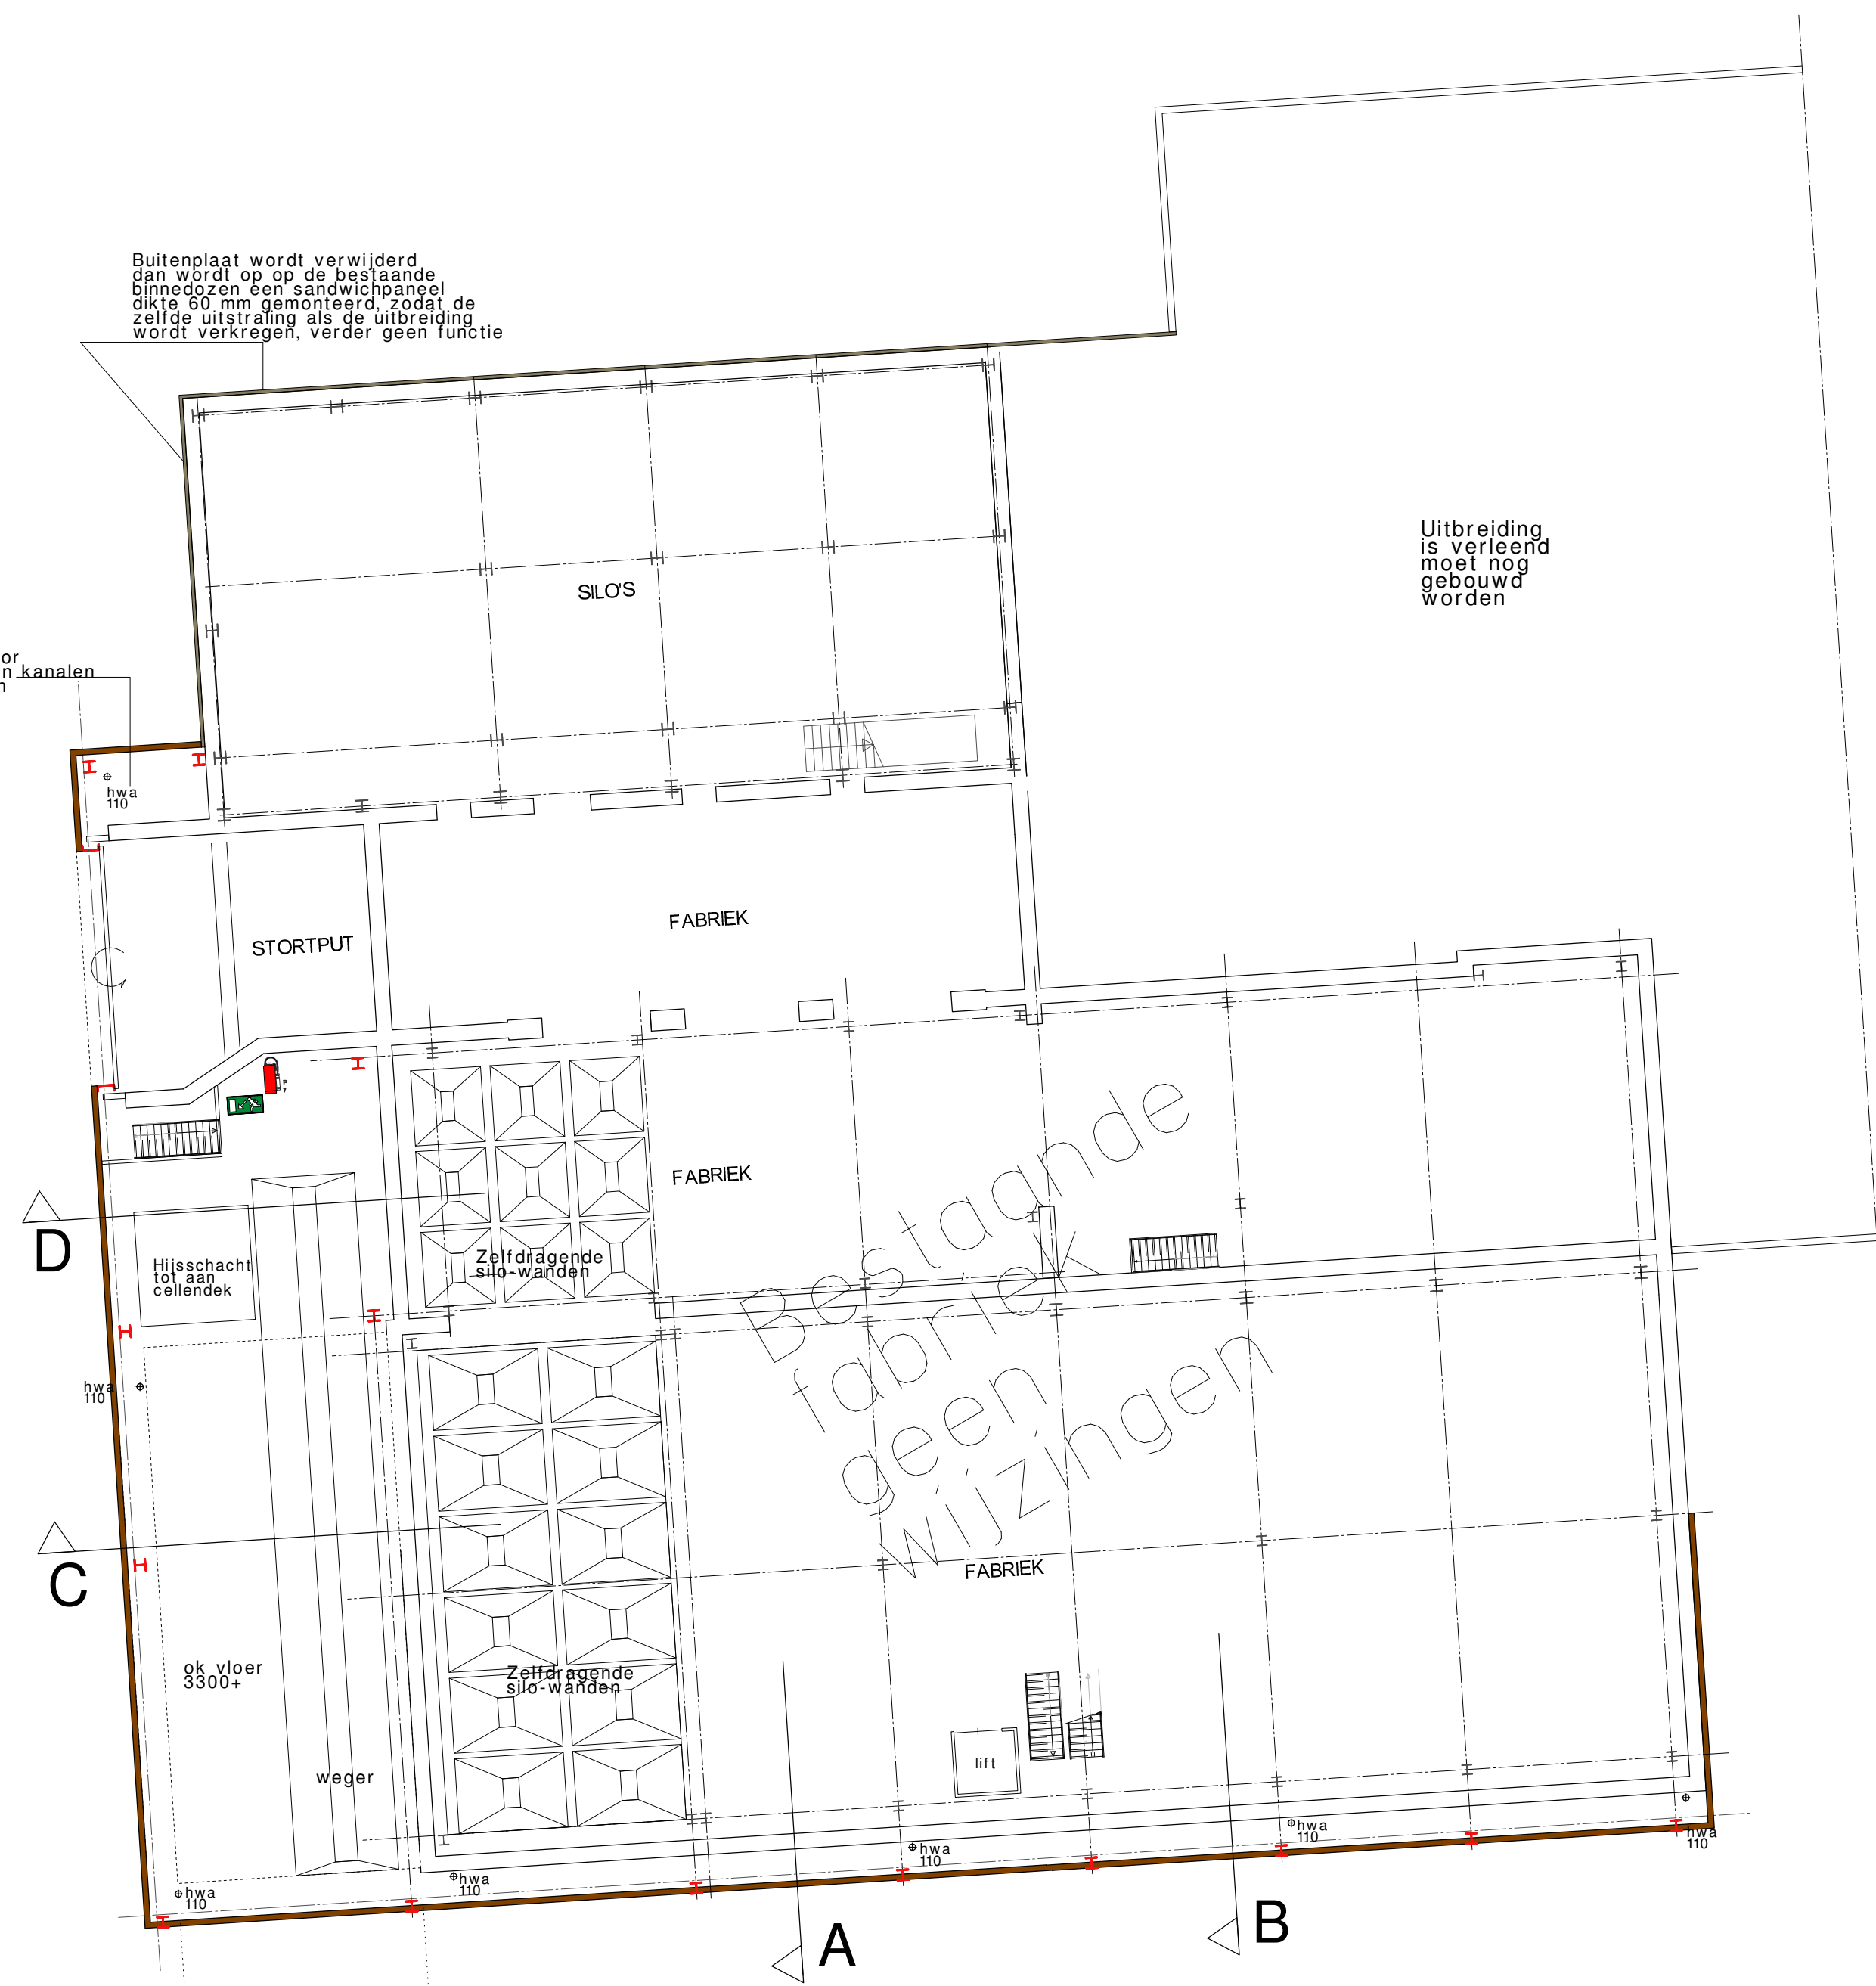 Buitenplaat wordt verwijderd
dan wordt op op de bestaande
binnedozen een sandwichpaneel
dikte 60 mm gemonteerd, zodat de
zelfde uitstraling als de uitbreiding
wordt verkregen, verder geen functie
Uitbreiding
is verleend
moet nog
gebouwd
worden
SILO'S
or
n kanalen
n
hwa
110
FABRIEK
STORTPUT
FABRIEK
Bestaande
fabriek
geen
wijzingen
D
Hijsschacht
tot aan
cellendek
Zelfdragende
silo-wanden
hwa
110
C
FABRIEK
ok vloer
3300+
Zelfdragende
silo-wanden
lift
weger
hwa
110
hwa
110
hwa
110
hwa
110
hwa
110
A
B